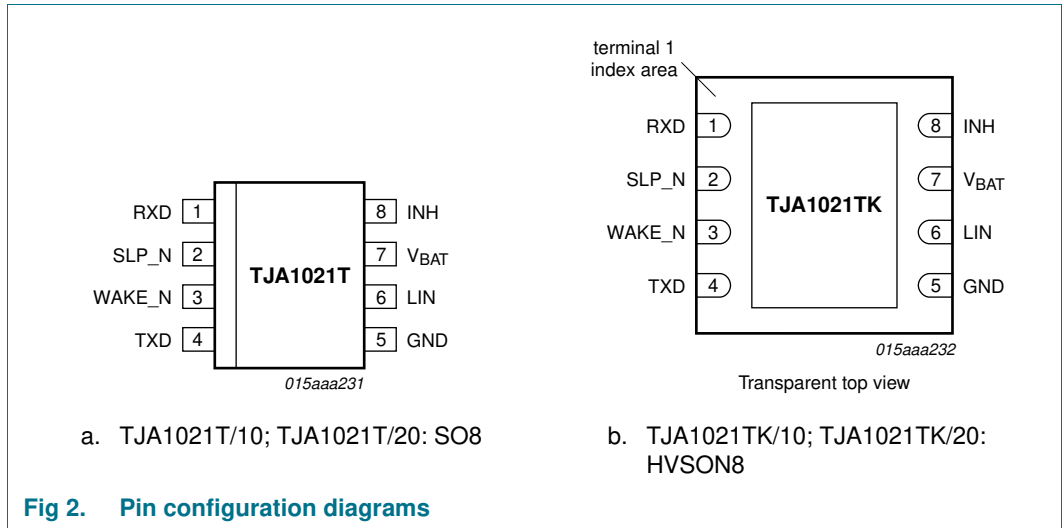 RXD 1
SLP_N 2
WAKE_N 3
TXD 4
TJA1021T
8 INH
7 VBAT
6 LIN
5 GND
015aaa231
terminal 1
index area
RXD 1
SLP_N 2
WAKE_N 3
TXD 4
TJA1021TK
8 INH
7 VBAT
6 LIN
5 GND
015aaa232
Transparent top view
a. TJA1021T/10; TJA1021T/20: SO8
b. TJA1021TK/10; TJA1021TK/20:
HVSON8
Fig 2. Pin configuration diagrams